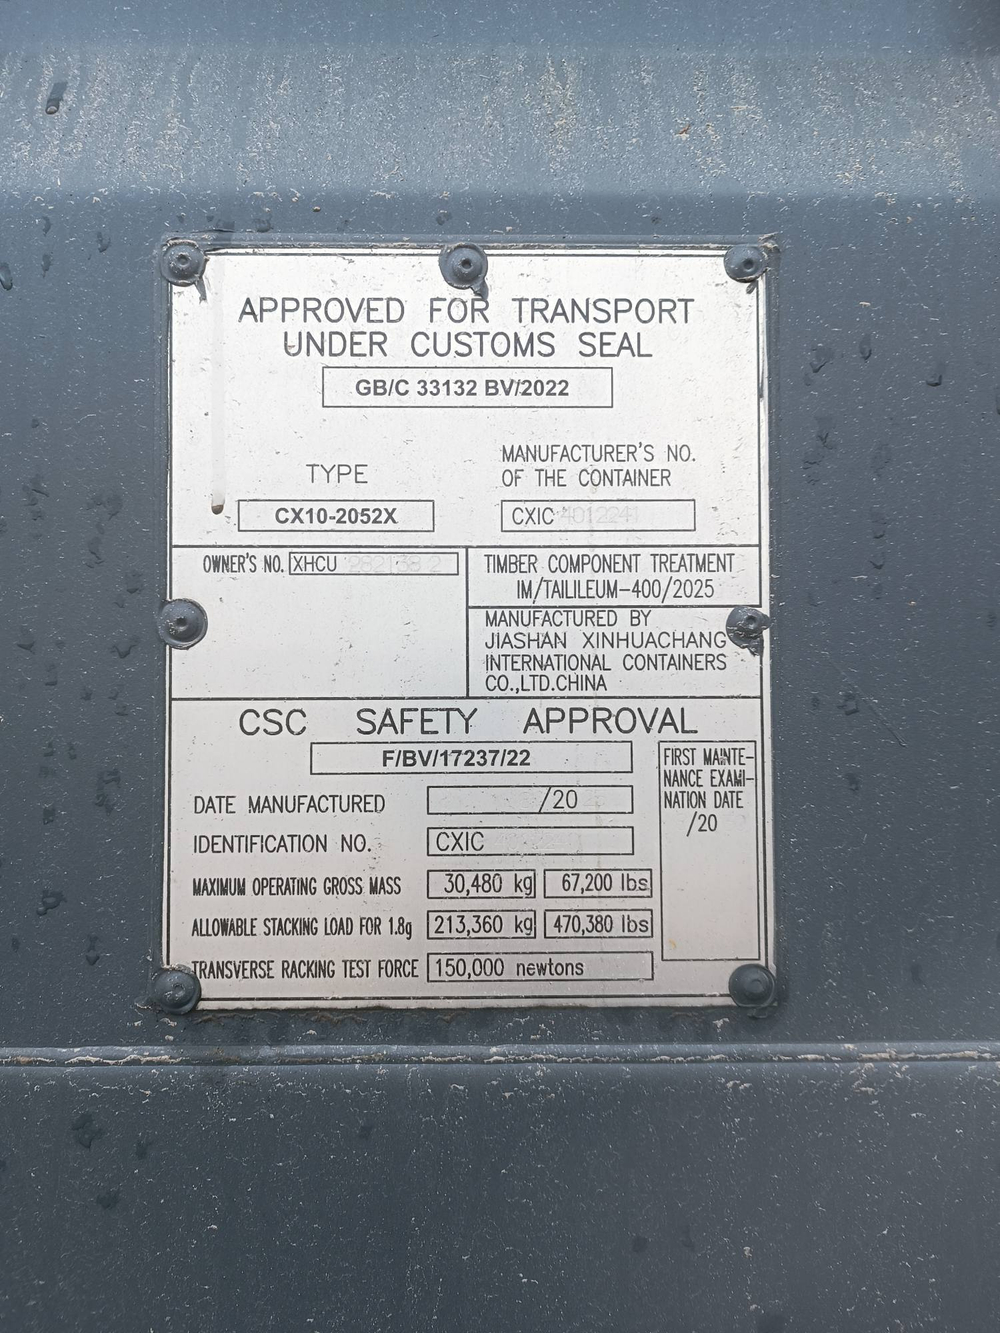 APPROVED FOR TRANSPORT
UNDER CUSTOMS SEAL
GB/C 33132 BV/2022
TYPE
CX10-2052X
MANUFACTURER'S NO.
OF THE CONTAINER
CXIC 4012241
OWNER'S NO. XHCU
TIMBER COMPONENT TREATMENT
IM/TAILILEUM-400/2025
MANUFACTURED BY
JIASHAN XINHUACHANG
INTERNATIONAL CONTAINERS
CO.,LTD.CHINA
CSC SAFETY APPROVAL
F/BV/17237/22
DATE MANUFACTURED /20
IDENTIFICATION NO. CXIC
MAXIMUM OPERATING GROSS MASS 30,480 kg 67,200 lbs
ALLOWABLE STACKING LOAD FOR 1.8g 213,360 kg 470,380 lbs
TRANSVERSE RACKING TEST FORCE 150,000 newtons
FIRST MAINTE-
NANCE EXAMI-
NATION DATE
/20